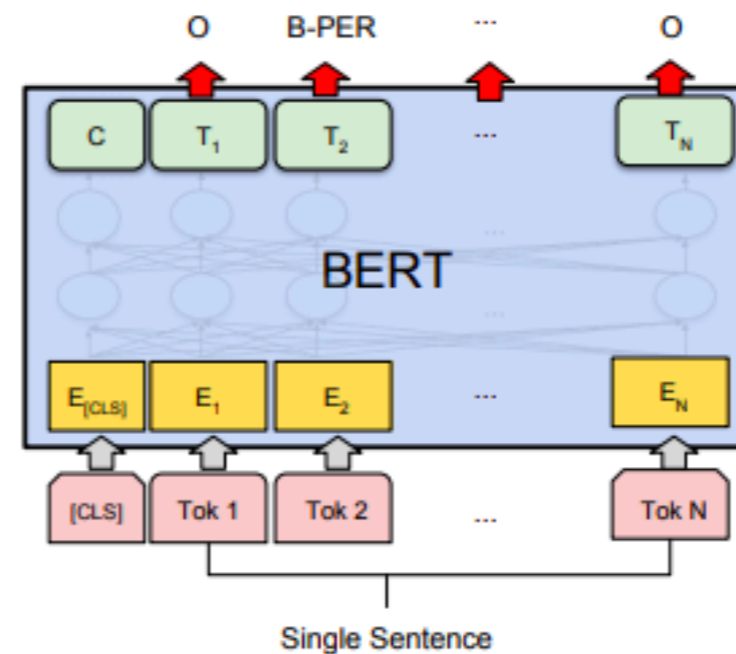 O B-PER ... O
C T1 T2 ... TN
...
BERT
...
E[CLS] E1 E2 ... EN
[CLS] Tok 1 Tok 2 ... Tok N
Single Sentence